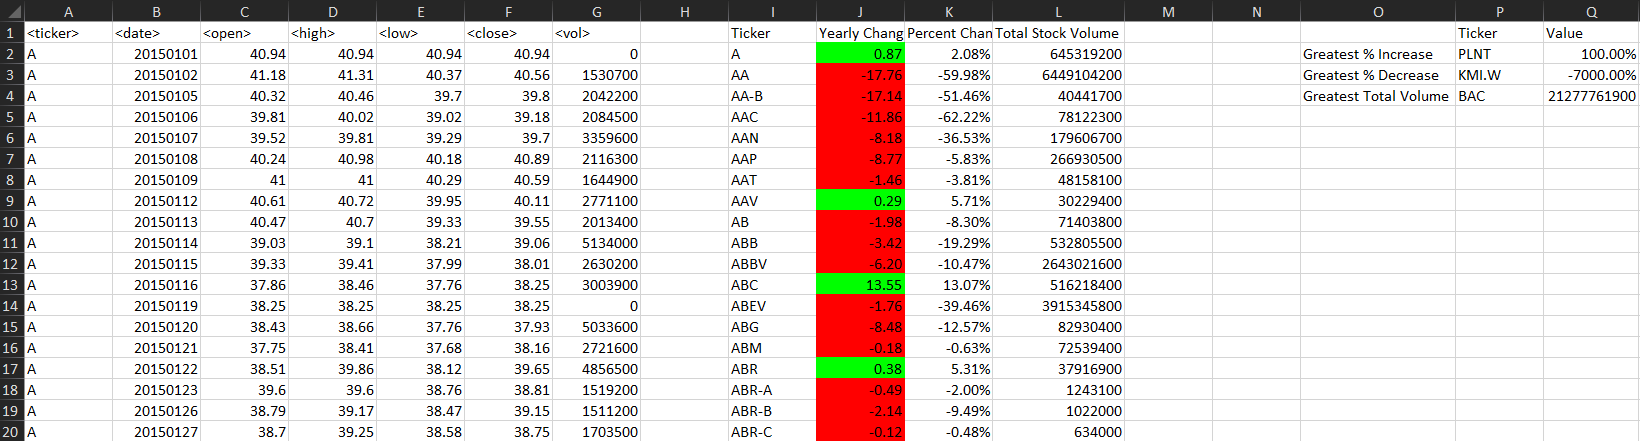 A B C D E F G H I J K L M N O P Q
1 <ticker> <date> <open> <high> <low> <close> <vol> Ticker Yearly Chang Percent Chan Total Stock Volume Ticker Value
2 A 20150101 40.94 40.94 40.94 40.94 0 A 0.87 2.08% 645319200 Greatest % Increase PLNT 100.00%
3 A 20150102 41.18 41.31 40.37 40.56 1530700 AA -17.76 -59.98% 6449104200 Greatest % Decrease KMI.W -7000.00%
4 A 20150105 40.32 40.46 39.7 39.8 2042200 AA-B -17.14 -51.46% 40441700 Greatest Total Volume BAC 21277761900
5 A 20150106 39.81 40.02 39.02 39.18 2084500 AAC -11.86 -62.22% 78122300
6 A 20150107 39.52 39.81 39.29 39.7 3359600 AAN -8.18 -36.53% 179606700
7 A 20150108 40.24 40.98 40.18 40.89 2116300 AAP -8.77 -5.83% 266930500
8 A 20150109 41 41 40.29 40.59 1644900 AAT -1.46 -3.81% 48158100
9 A 20150112 40.61 40.72 39.95 40.11 2771100 AAV 0.29 5.71% 30229400
10 A 20150113 40.47 40.7 39.33 39.55 2013400 AB -1.98 -8.30% 71403800
11 A 20150114 39.03 39.1 38.21 39.06 5134000 ABB -3.42 -19.29% 532805500
12 A 20150115 39.33 39.41 37.99 38.01 2630200 ABBV -6.20 -10.47% 2643021600
13 A 20150116 37.86 38.46 37.76 38.25 3003900 ABC 13.55 13.07% 516218400
14 A 20150119 38.25 38.25 38.25 38.25 0 ABEV -1.76 -39.46% 3915345800
15 A 20150120 38.43 38.66 37.76 37.93 5033600 ABG -8.48 -12.57% 82930400
16 A 20150121 37.75 38.41 37.68 38.16 2721600 ABM -0.18 -0.63% 72539400
17 A 20150122 38.51 39.86 38.12 39.65 4856500 ABR 0.38 5.31% 37916900
18 A 20150123 39.6 39.6 38.76 38.81 1519200 ABR-A -0.49 -2.00% 1243100
19 A 20150126 38.79 39.17 38.47 39.15 1511200 ABR-B -2.14 -9.49% 1022000
20 A 20150127 38.7 39.25 38.58 38.75 1703500 ABR-C -0.12 -0.48% 634000